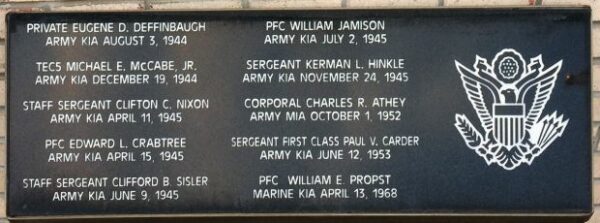 PRIVATE EUGENE D. DEFFINBAUGH
ARMY KIA AUGUST 3, 1944
TEC5 MICHAEL E. McCABE, JR.
ARMY KIA DECEMBER 19, 1944
STAFF SERGEANT CLIFTON C. NIXON
ARMY KIA APRIL 11, 1945
PFC EDWARD L. CRABTREE
ARMY KIA APRIL 15, 1945
STAFF SERGEANT CLIFFORD B. SISLER
ARMY KIA JUNE 9, 1945
PFC WILLIAM JAMISON
ARMY KIA JULY 2, 1945
SERGEANT KERMAN L. HINKLE
ARMY KIA NOVEMBER 24, 1945
CORPORAL CHARLES R. ATHEY
ARMY MIA OCTOBER 1, 1952
SERGEANT FIRST CLASS PAUL V. CARDER
ARMY KIA JUNE 12, 1953
PFC WILLIAM E. PROPST
MARINE KIA APRIL 13, 1968